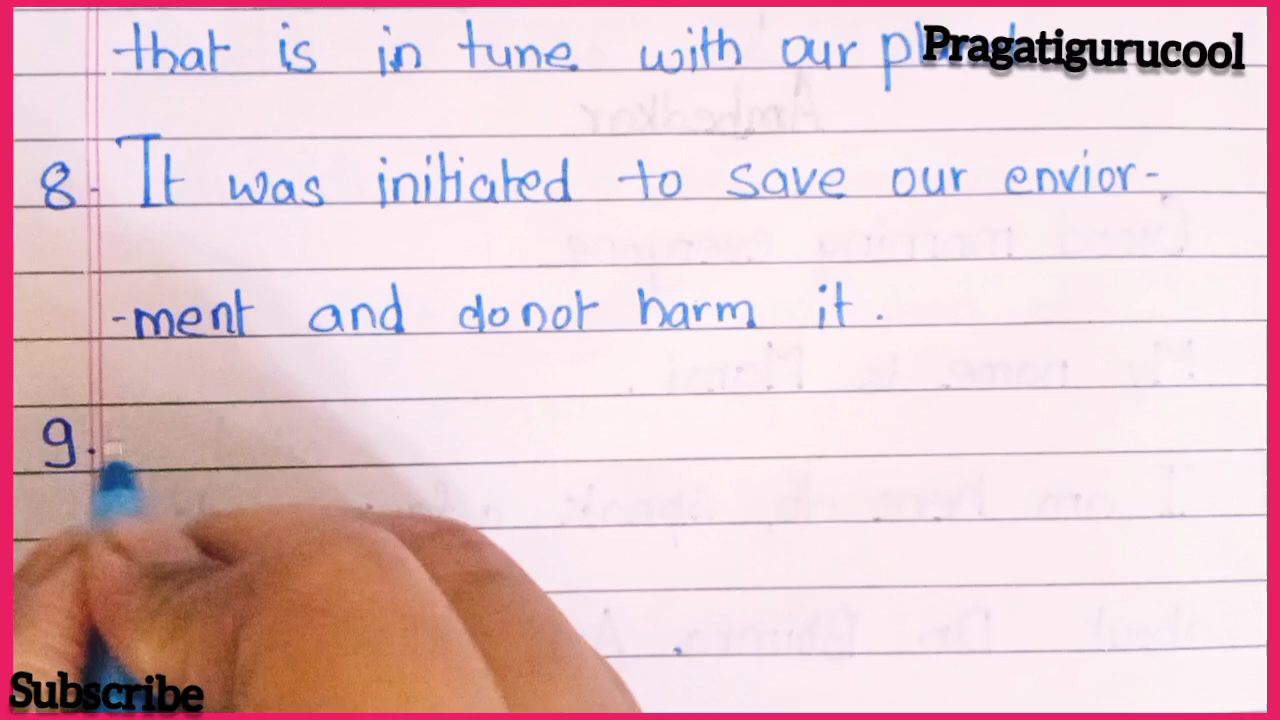 that is in tune with our
Pragatigurucool
8. It was initiated to save our envior-
-ment and donot harm it.
9.
Subscribe